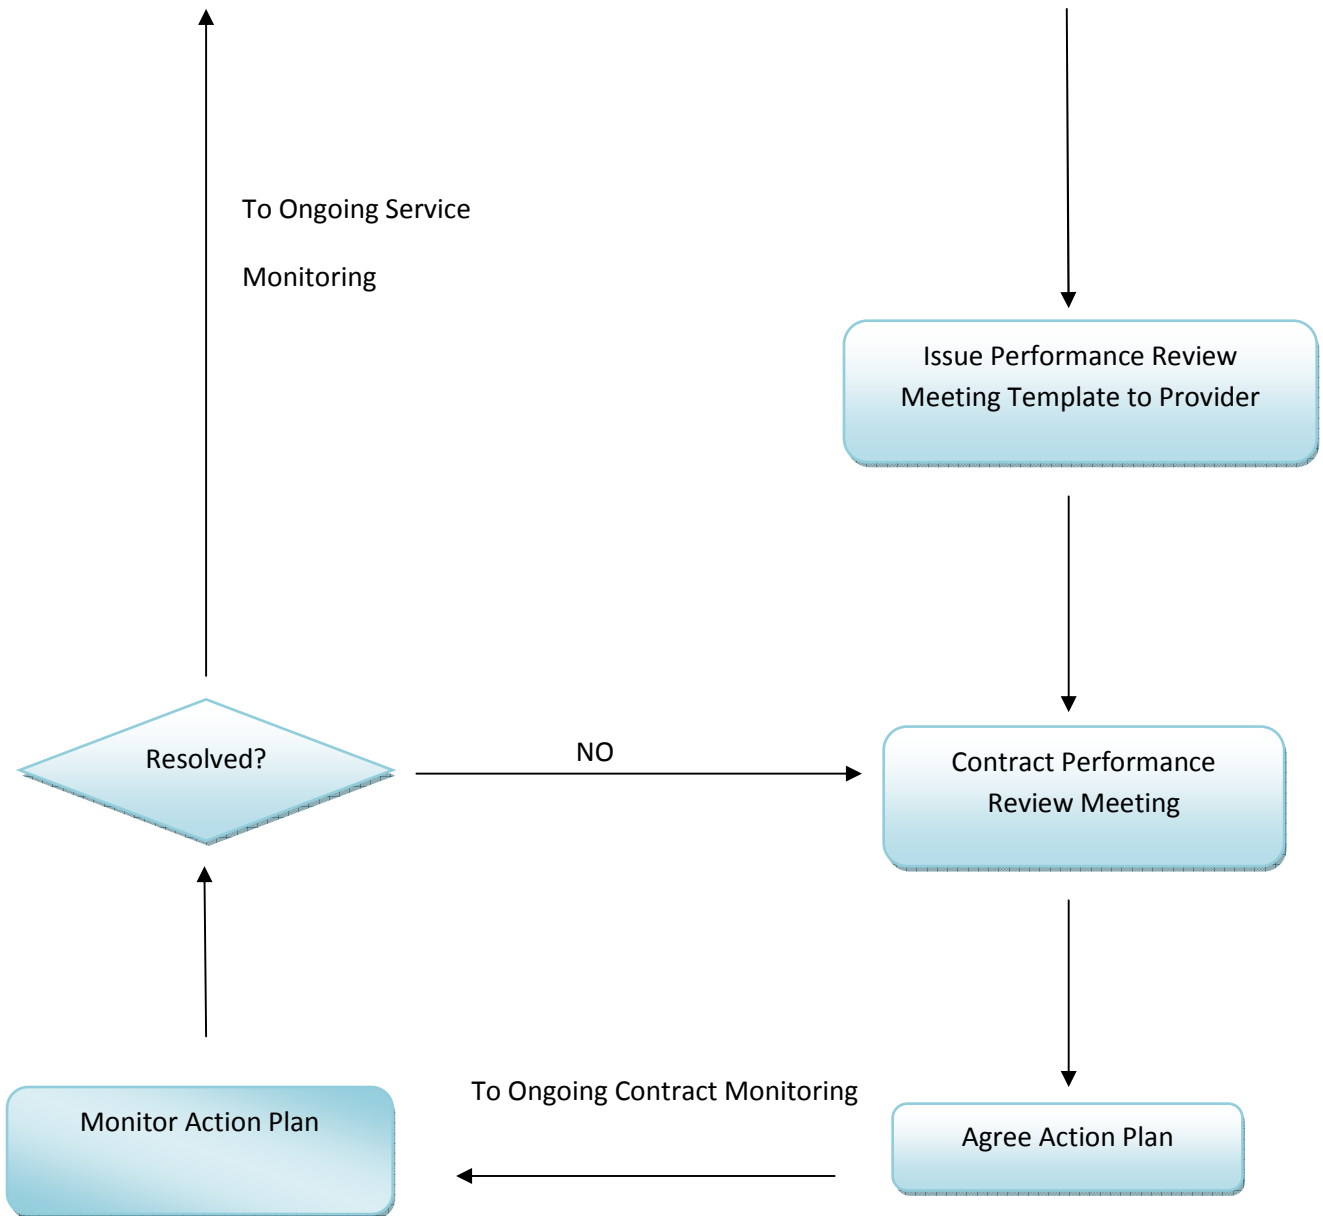 To Ongoing Service
Monitoring
Issue Performance Review
Meeting Template to Provider
Resolved?
NO
Contract Performance
Review Meeting
To Ongoing Contract Monitoring
Monitor Action Plan
Agree Action Plan